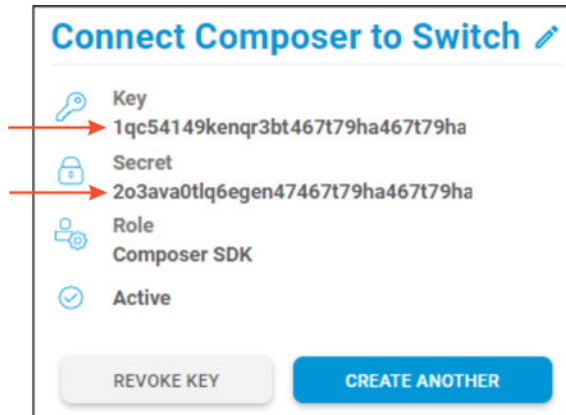 Connect Composer to Switch
Key
1qc54149kenqr3bt467t79ha467t79ha
Secret
2o3ava0tlq6egen47467t79ha467t79ha
Role
Composer SDK
Active
REVOKE KEY CREATE ANOTHER